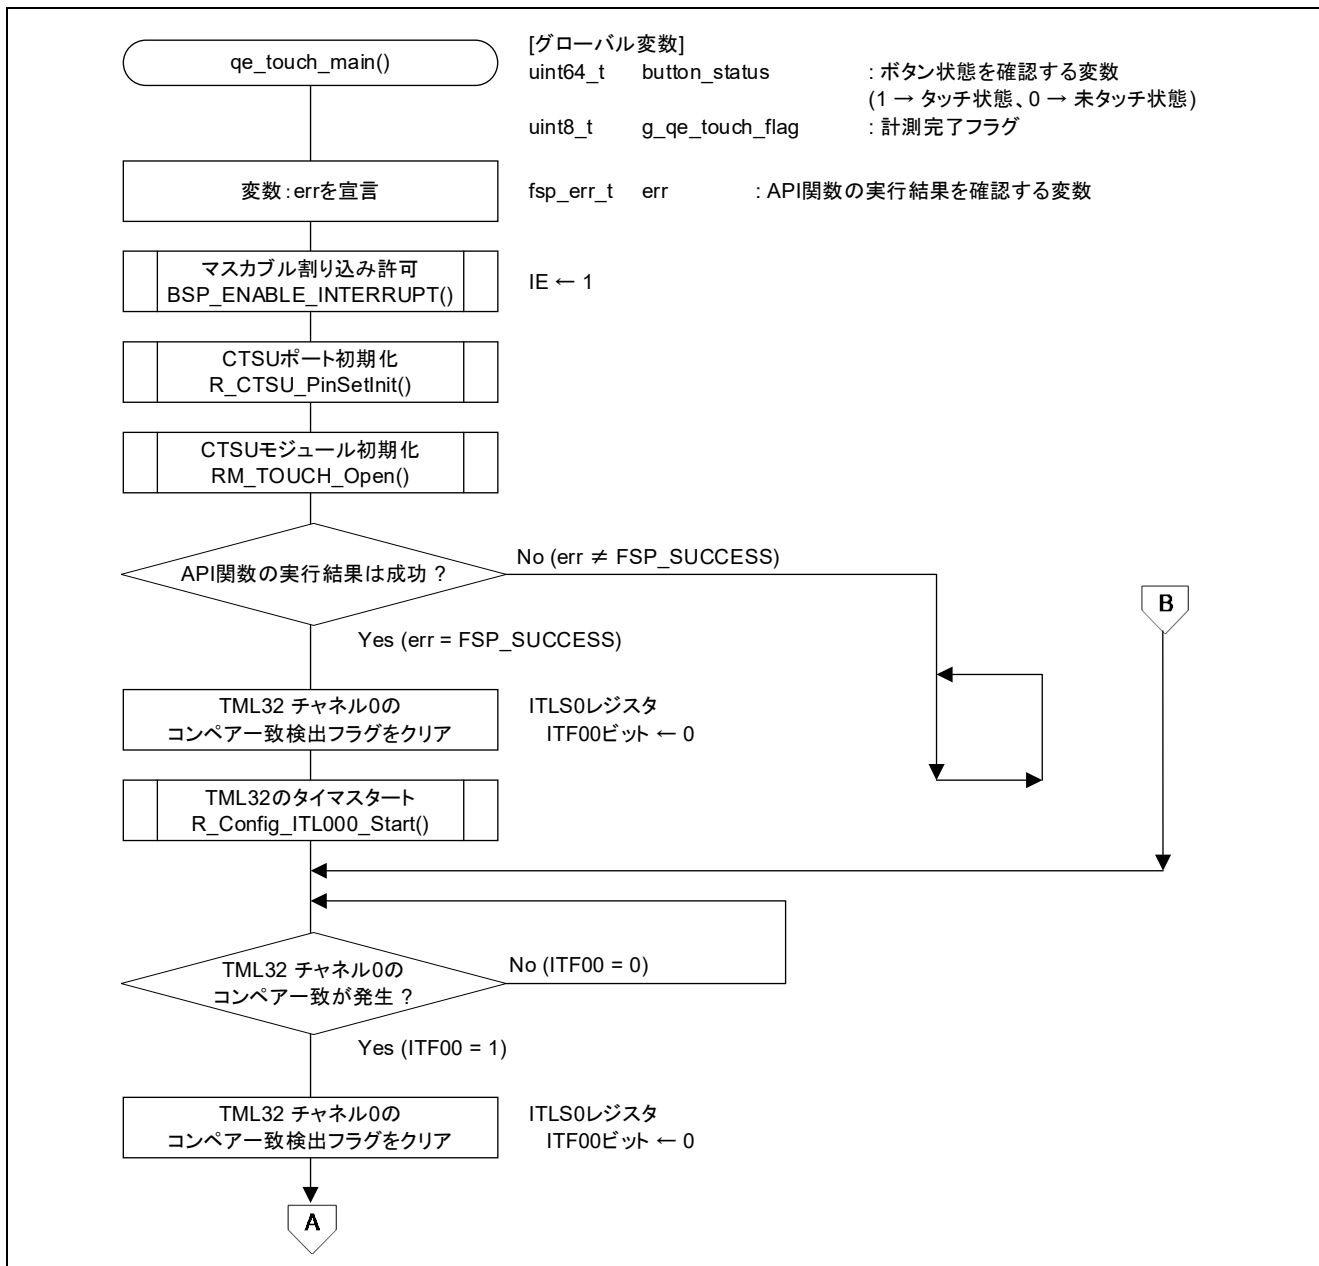 qe_touch_main()
[グローバル変数]
uint64_t button_status : ボタン状態を確認する変数
(1 → タッチ状態、0 → 未タッチ状態)
uint8_t g_qe_touch_flag : 計測完了フラグ
変数：errを宣言
fsp_err_t err : API関数の実行結果を確認する変数
マスカブル割り込み許可
BSP_ENABLE_INTERRUPT()
IE ← 1
CTSUポート初期化
R_CTSU_PinSetInit()
CTSUモジュール初期化
RM_TOUCH_Open()
API関数の実行結果は成功 ?
No (err ≠ FSP_SUCCESS)
B
Yes (err = FSP_SUCCESS)
TML32 チャネル0の
コンペアー致検出フラグをクリア
ITLS0レジスタ
ITF00ビット ← 0
TML32のタイマスタート
R_Config_ITL000_Start()
TML32 チャネル0の
コンペアー致が発生 ?
No (ITF00 = 0)
Yes (ITF00 = 1)
TML32 チャネル0の
コンペアー致検出フラグをクリア
ITLS0レジスタ
ITF00ビット ← 0
A